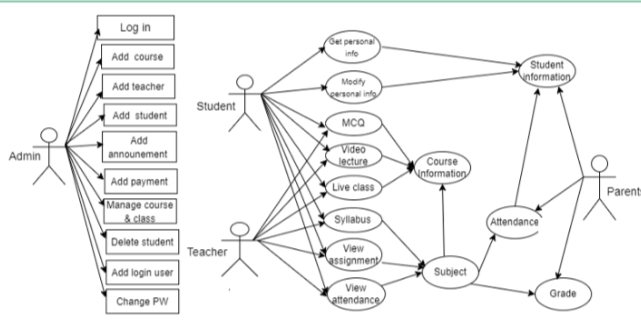 Log in
Add course
Add teacher
Add student
Add
announement
Add payment
Manage course
& class
Delete student
Add login user
Change PW
Admin
Student
Teacher
Get personal
info
Modify
personal info
MCQ
Video
lecture
Live class
Syllabus
View
assignment
View
attendance
Course
Information
Subject
Student
information
Attendance
Grade
Parents